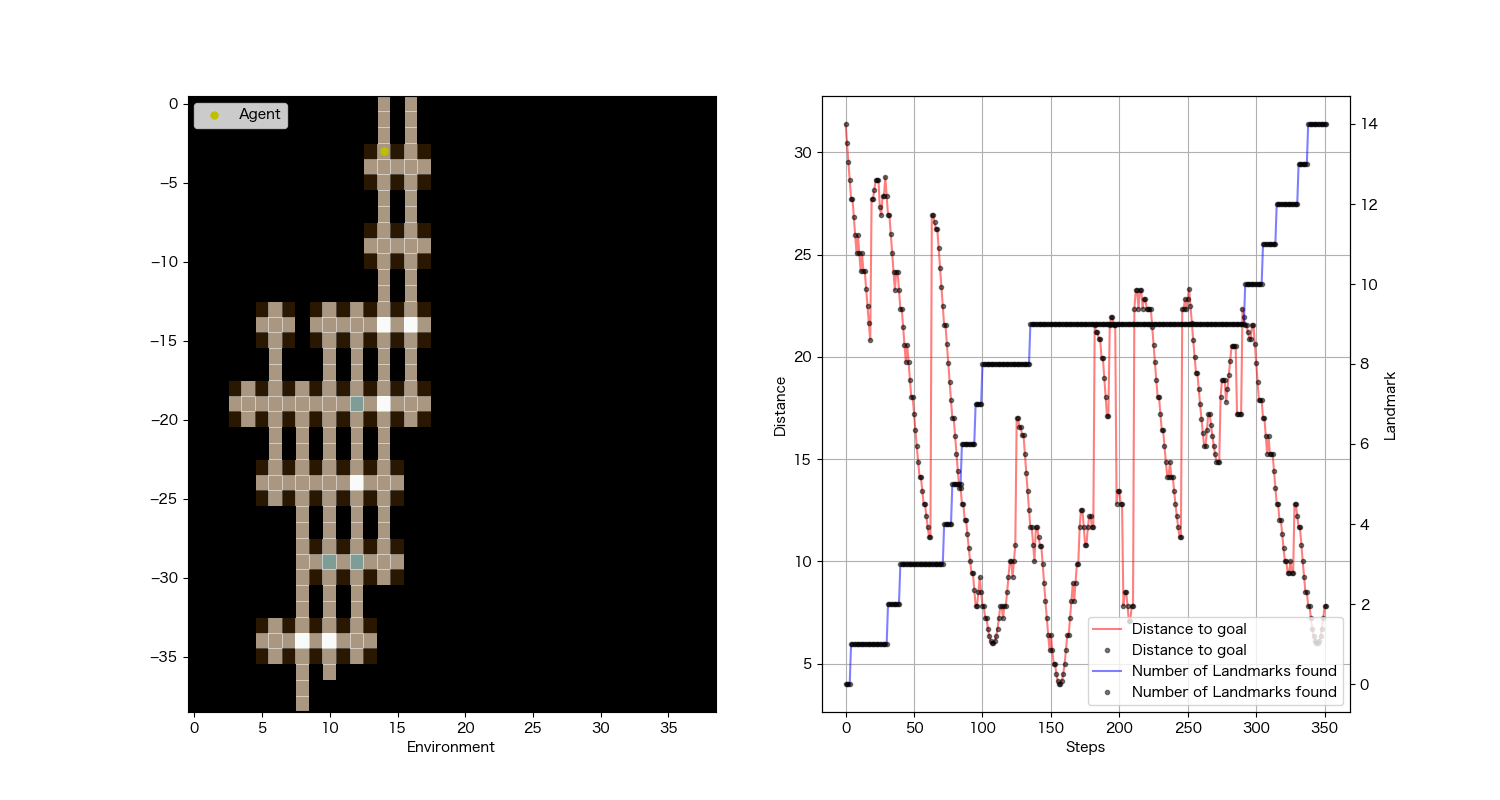 Agent
0
−5
−10
−15
−20
−25
−30
−35
0 5 10 15 20 25 30 35
Environment
30
25
20
15
10
5
Distance
14
12
10
8
6
4
2
0
Landmark
Distance to goal
Distance to goal
Number of Landmarks found
Number of Landmarks found
0 50 100 150 200 250 300 350
Steps